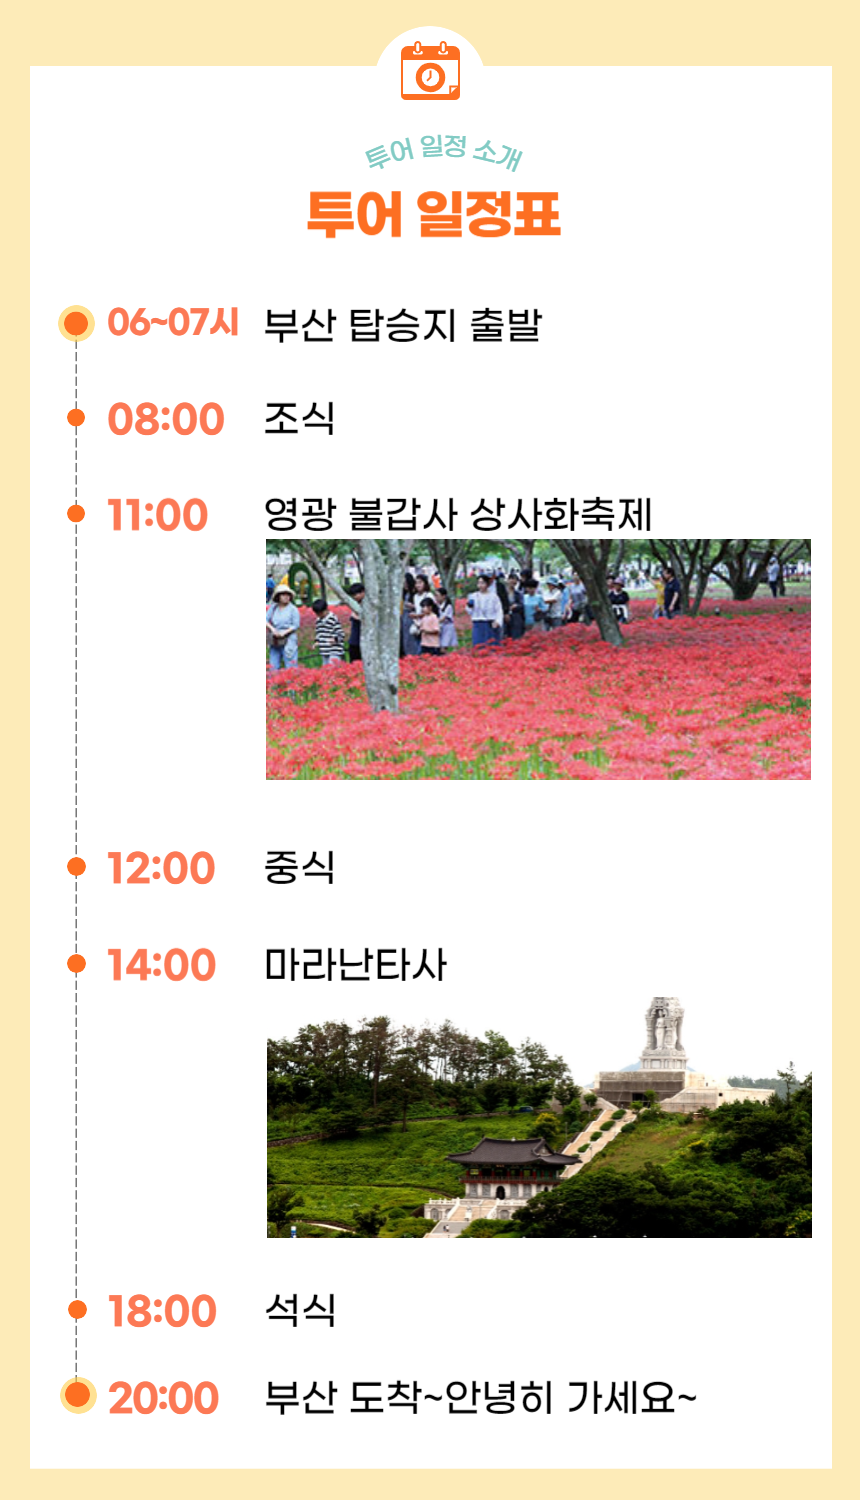 투어 일정 소개
투어 일정표
06~07시 부산 탑승지 출발
08:00 조식
11:00 영광 불갑사 상사화축제
12:00 중식
14:00 마라난타사
18:00 석식
20:00 부산 도착~안녕히 가세요~